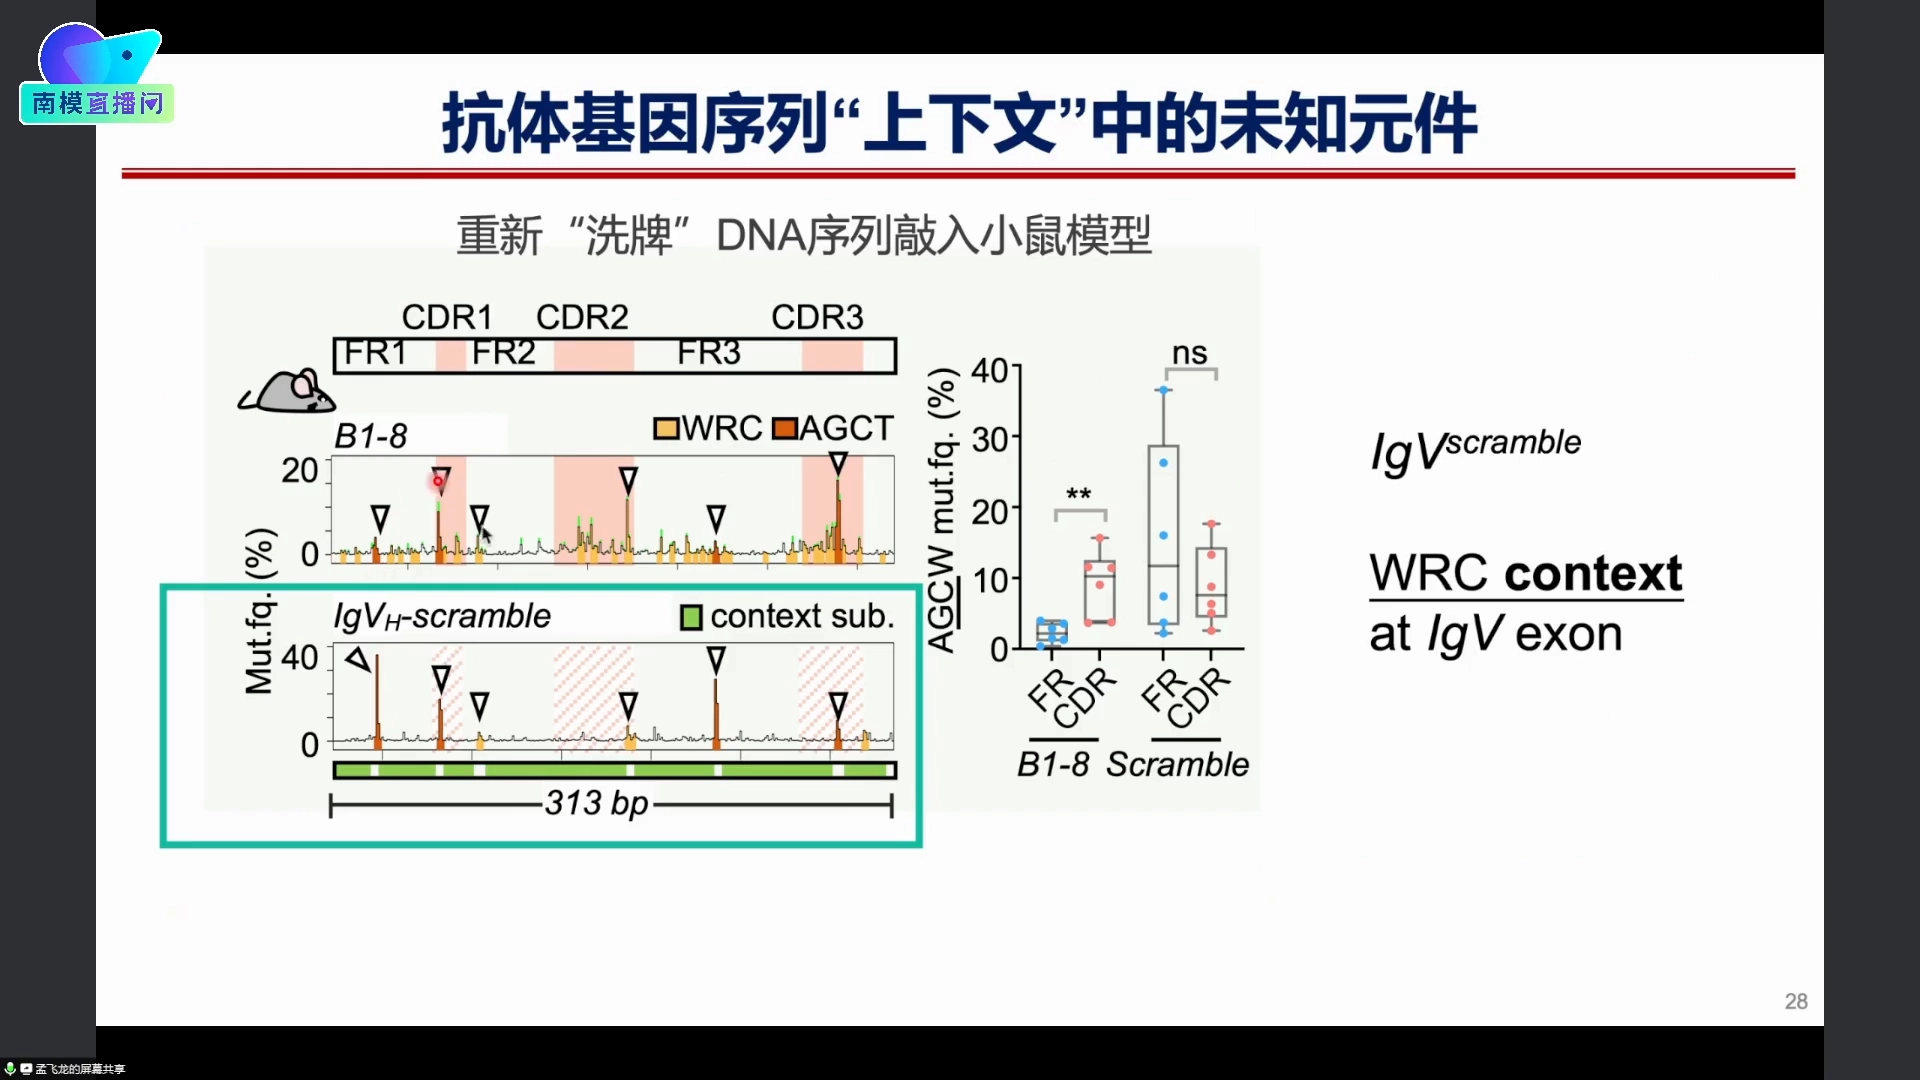 南模直播间
抗体基因序列“上下文”中的未知元件
重新“洗牌”DNA序列敲入小鼠模型
CDR1 CDR2 CDR3
FR1 FR2 FR3
B1-8
WRC AGCT
20
0
Mut.fq. (%)
IgVH-scramble
context sub.
40
0
313 bp
AGCW mut.fq. (%)
40
30
20
10
0
**
ns
FR CDR FR CDR
B1-8 Scramble
IgVscramble
WRC context
at IgV exon
28
孟飞龙的屏幕共享